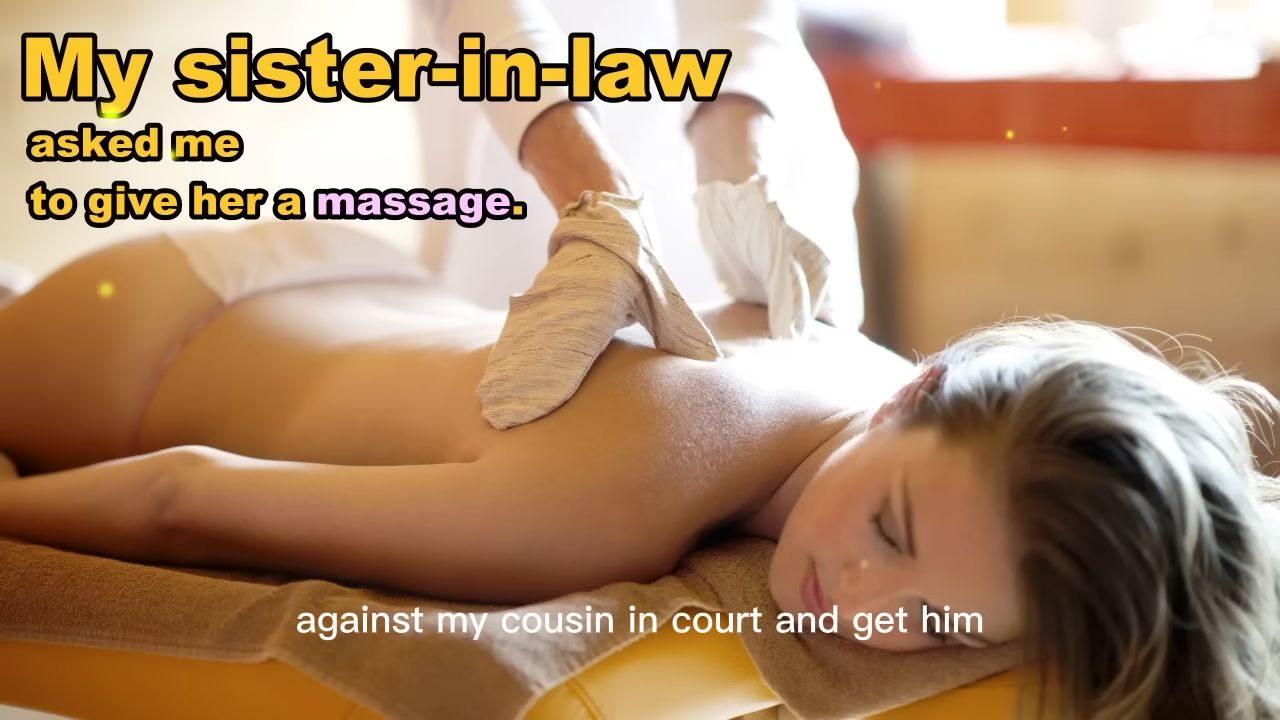 My sister-in-law
asked me
to give her a massage.
against my cousin in court and get him